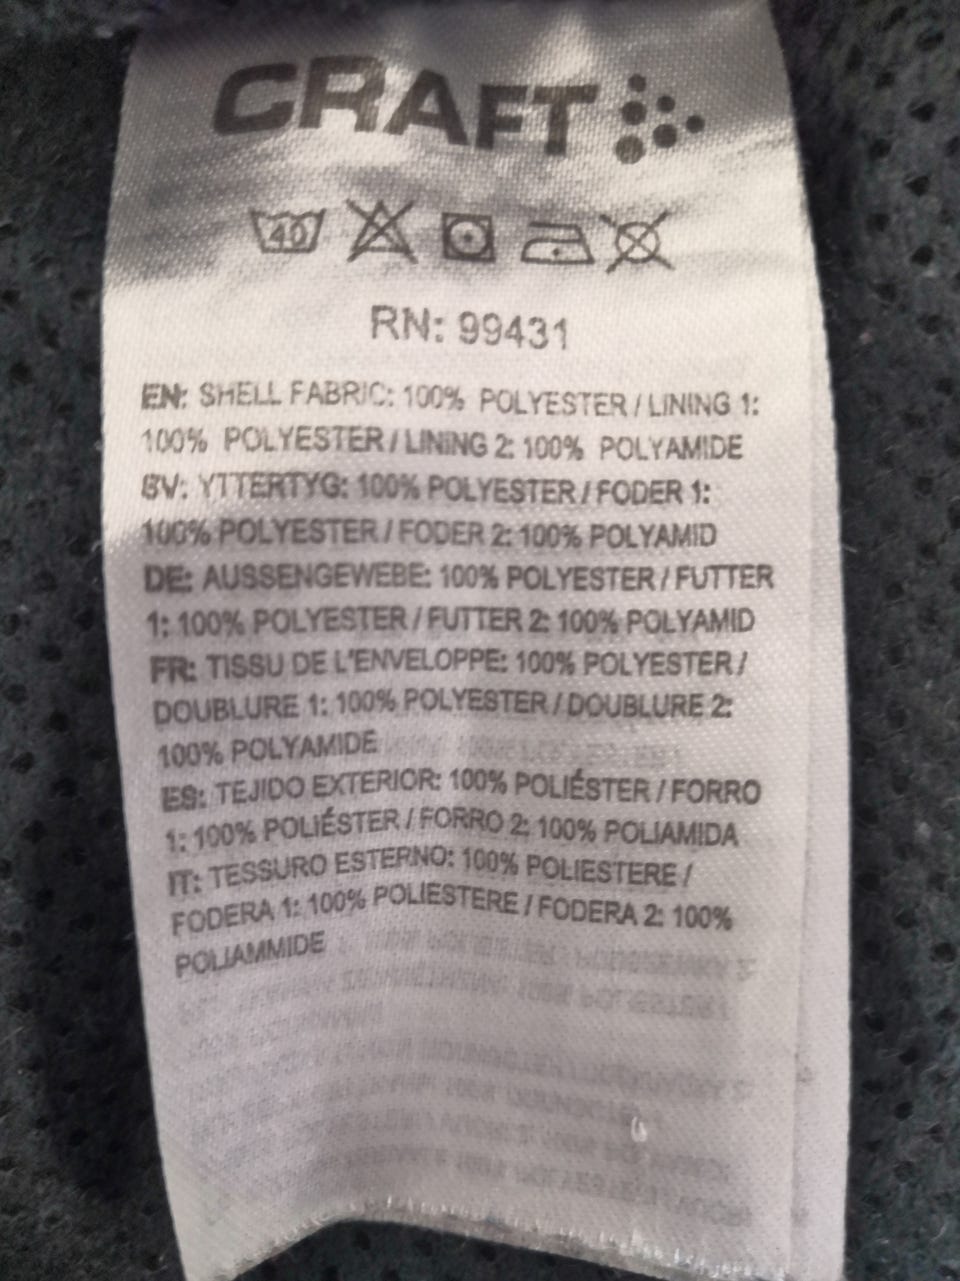 CRAFT
40
RN: 99431
EN: SHELL FABRIC: 100% POLYESTER / LINING 1:
100% POLYESTER / LINING 2: 100% POLYAMIDE
SV: YTTERTYG: 100% POLYESTER / FODER 1:
100% POLYESTER / FODER 2: 100% POLYAMID
DE: AUSSENGEWEBE: 100% POLYESTER / FUTTER
1: 100% POLYESTER / FUTTER 2: 100% POLYAMID
FR: TISSU DE L'ENVELOPPE: 100% POLYESTER /
DOUBLURE 1: 100% POLYESTER / DOUBLURE 2:
100% POLYAMIDE
ES: TEJIDO EXTERIOR: 100% POLIÉSTER / FORRO
1: 100% POLIÉSTER / FORRO 2: 100% POLIAMIDA
IT: TESSURO ESTERNO: 100% POLIESTERE /
FODERA 1: 100% POLIESTERE / FODERA 2: 100%
POLIAMMIDE